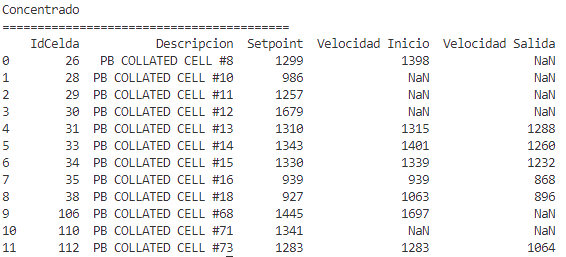 Concentrado
=========================================
IdCelda Descripcion Setpoint Velocidad Inicio Velocidad Salida
0 26 PB COLLATED CELL #8 1299 1398 NaN
1 28 PB COLLATED CELL #10 986 NaN NaN
2 29 PB COLLATED CELL #11 1257 NaN NaN
3 30 PB COLLATED CELL #12 1679 NaN NaN
4 31 PB COLLATED CELL #13 1310 1315 1288
5 33 PB COLLATED CELL #14 1343 1401 1260
6 34 PB COLLATED CELL #15 1330 1339 1232
7 35 PB COLLATED CELL #16 939 939 868
8 38 PB COLLATED CELL #18 927 1063 896
9 106 PB COLLATED CELL #68 1445 1697 NaN
10 110 PB COLLATED CELL #71 1341 NaN NaN
11 112 PB COLLATED CELL #73 1283 1283 1064